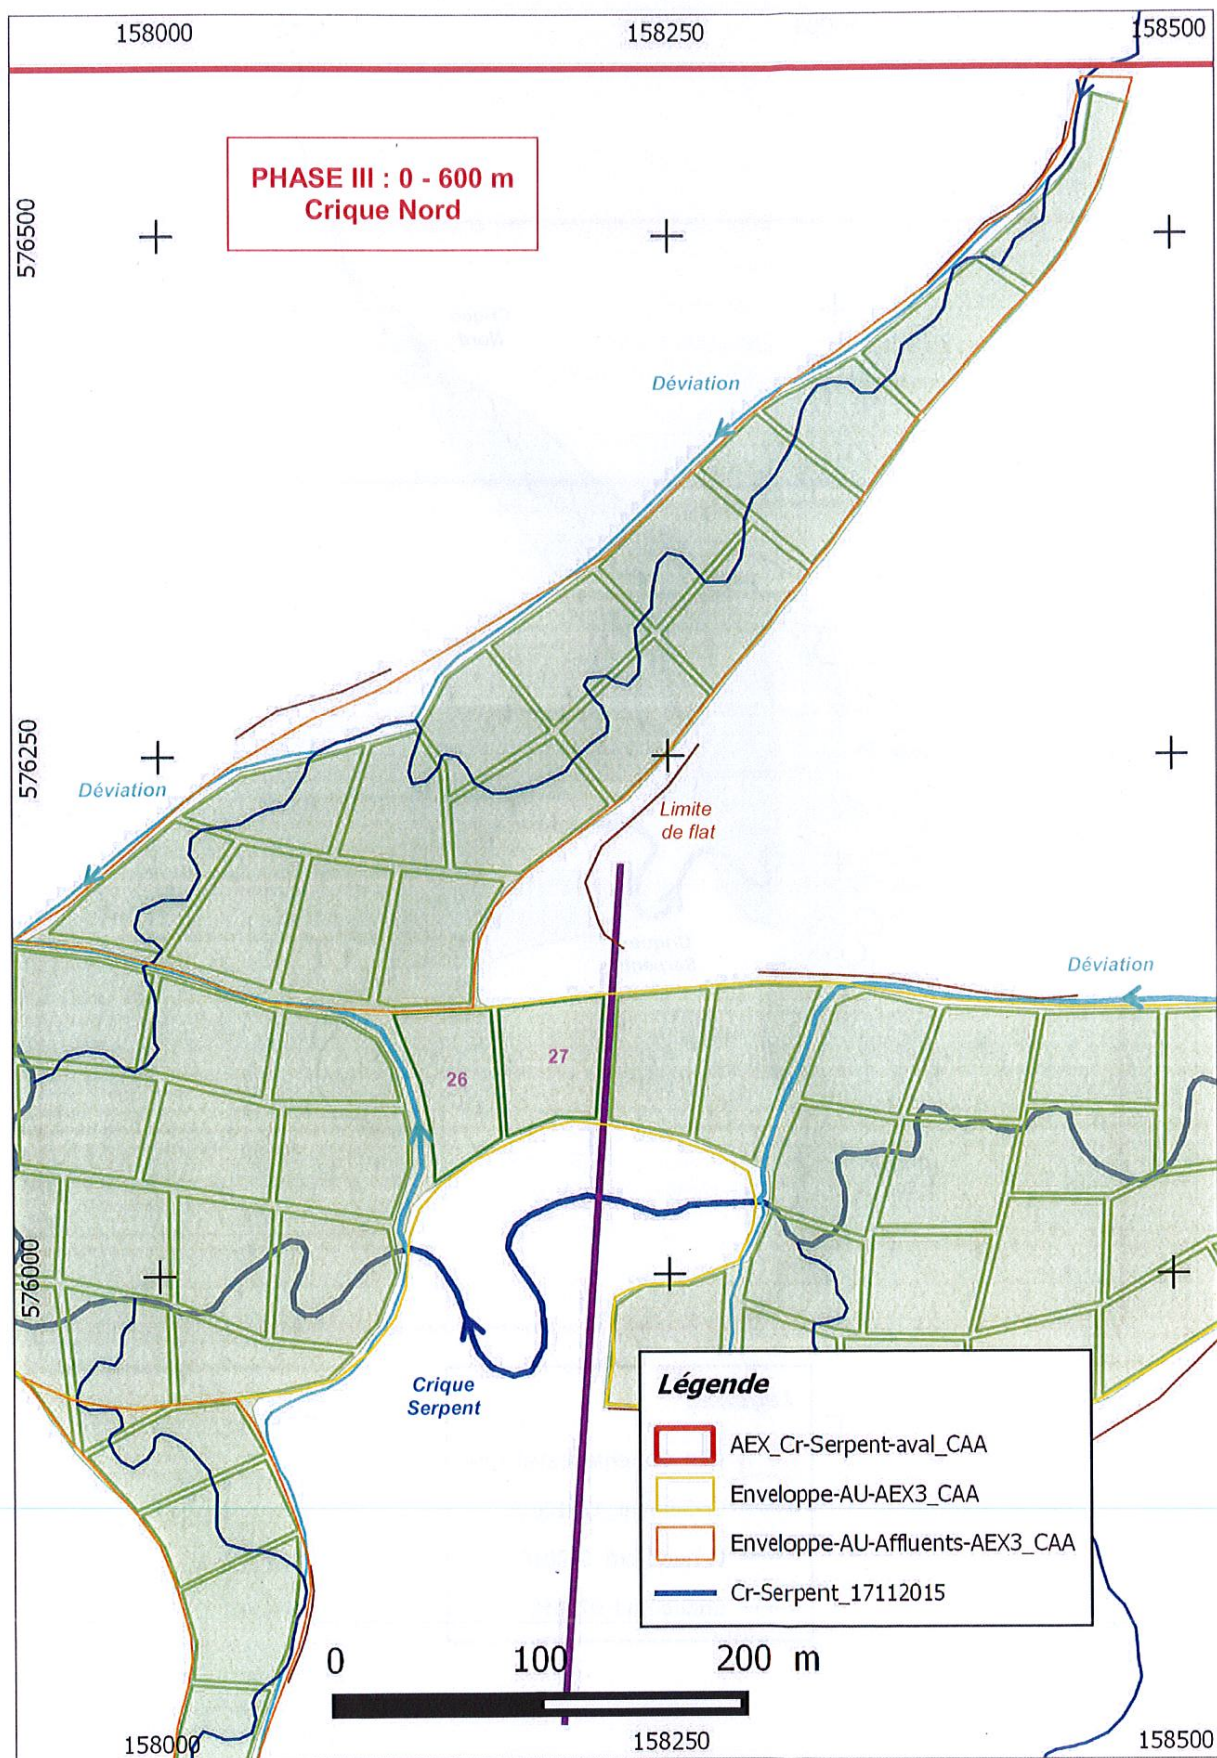 158000
158250
158500
PHASE III : 0 - 600 m
Crique Nord
576500
Déviation
576250
Déviation
Limite
de flat
Déviation
27
26
576000
Crique
Serpent
Légende
AEX_Cr-Serpent-aval_CAA
Enveloppe-AU-AEX3_CAA
Enveloppe-AU-Affluents-AEX3_CAA
Cr-Serpent_17112015
0
100
200 m
158000
158250
158500